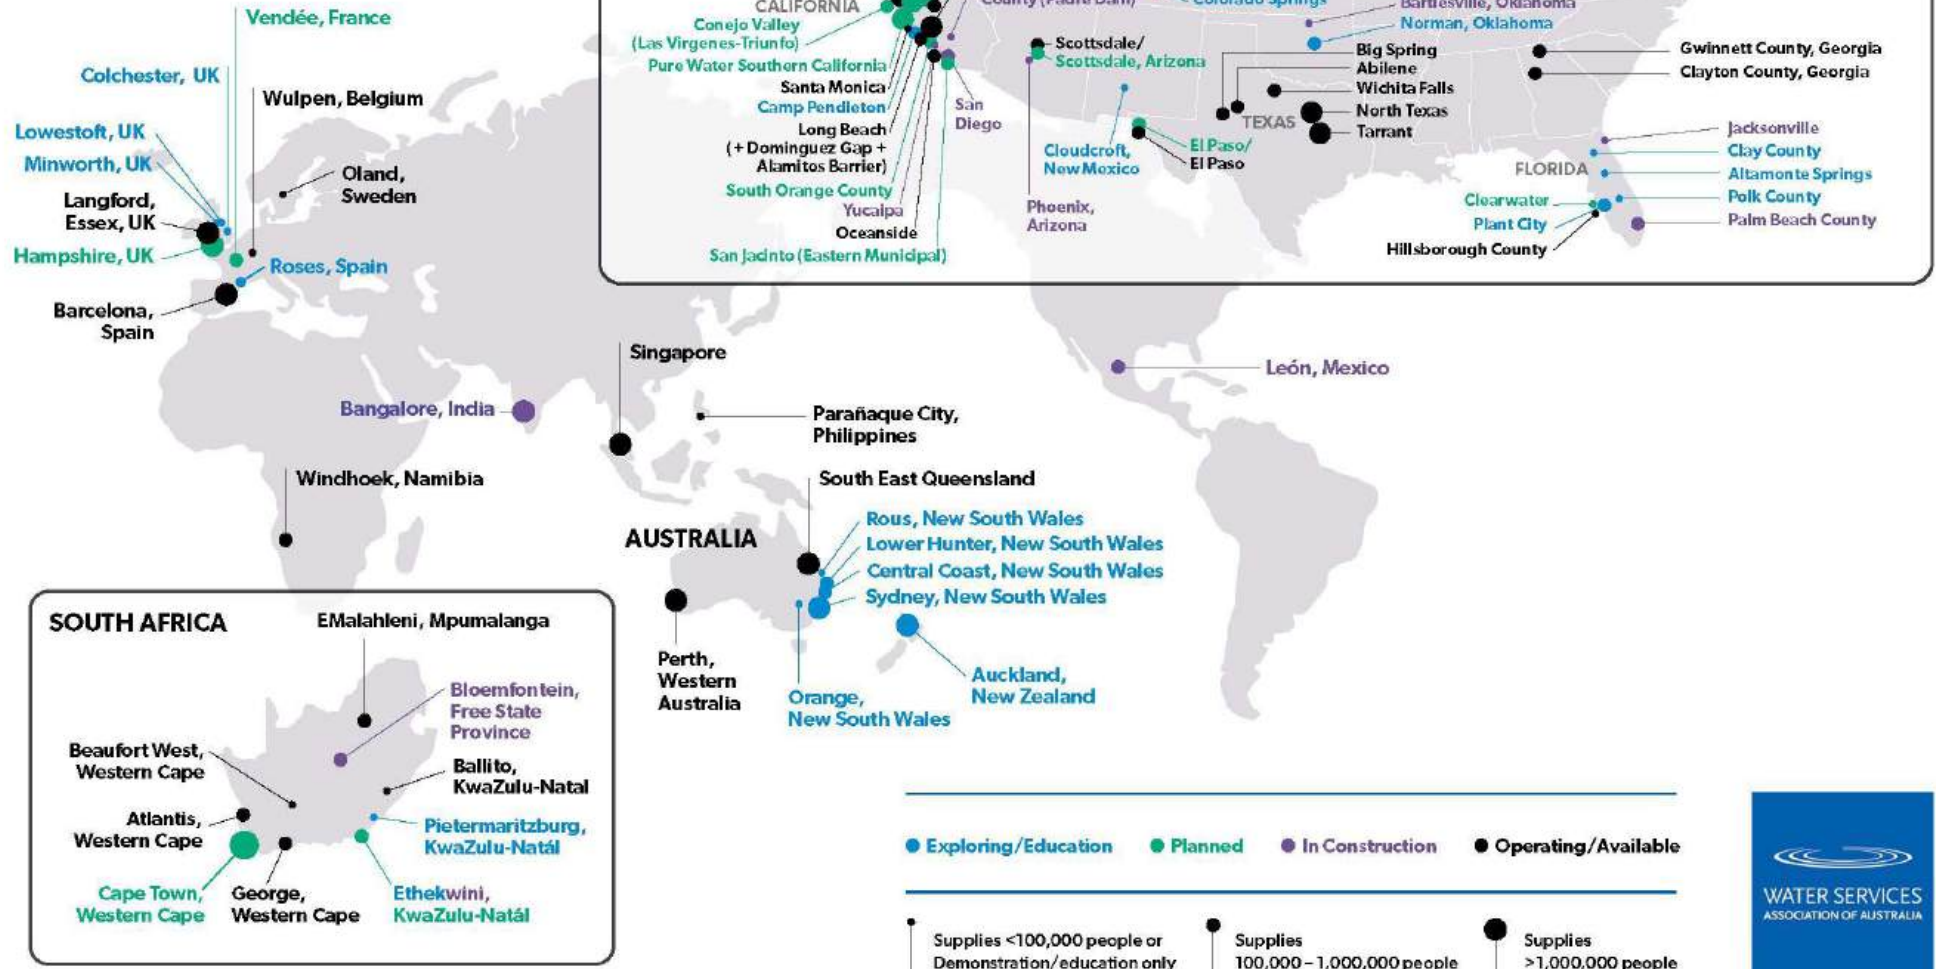 Vendée, France
Colchester, UK
Wulpen, Belgium
Lowestoft, UK
Minworth, UK
Oland,
Sweden
Langford,
Essex, UK
Hampshire, UK
Roses, Spain
Barcelona,
Spain
CALIFORNIA
Conejo Valley
(Las Virgenes-Triunfo)
Pure Water Southern California
Santa Monica
Camp Pendleton
Long Beach
(+ Dominguez Gap +
Alamitos Barrier)
South Orange County
Yucaipa
Oceanside
San Jacinto (Eastern Municipal)
County (Padre Dam)
Colorado Springs
San
Diego
Scottsdale/
Scottsdale, Arizona
Phoenix,
Arizona
Cloudcroft,
New Mexico
El Paso/
El Paso
Bartlesville, Oklahoma
Norman, Oklahoma
Big Spring
Abilene
Wichita Falls
North Texas
Tarrant
TEXAS
Gwinnett County, Georgia
Clayton County, Georgia
Jacksonville
Clay County
Altamonte Springs
Polk County
Palm Beach County
FLORIDA
Clearwater
Plant City
Hillsborough County
León, Mexico
Singapore
Bangalore, India
Parañaque City,
Philippines
Windhoek, Namibia
South East Queensland
AUSTRALIA
Rous, New South Wales
Lower Hunter, New South Wales
Central Coast, New South Wales
Sydney, New South Wales
Perth,
Western
Australia
Orange,
New South Wales
Auckland,
New Zealand
SOUTH AFRICA
EMalahleni, Mpumalanga
Bloemfontein,
Free State
Province
Beaufort West,
Western Cape
Ballito,
KwaZulu-Natal
Atlantis,
Western Cape
Pietermaritzburg,
KwaZulu-Natál
Cape Town,
Western Cape
George,
Western Cape
Ethekwini,
KwaZulu-Natál
Exploring/Education
Planned
In Construction
Operating/Available
Supplies <100,000 people or
Demonstration/education only
Supplies
100,000 – 1,000,000 people
Supplies
>1,000,000 people
WATER SERVICES
ASSOCIATION OF AUSTRALIA